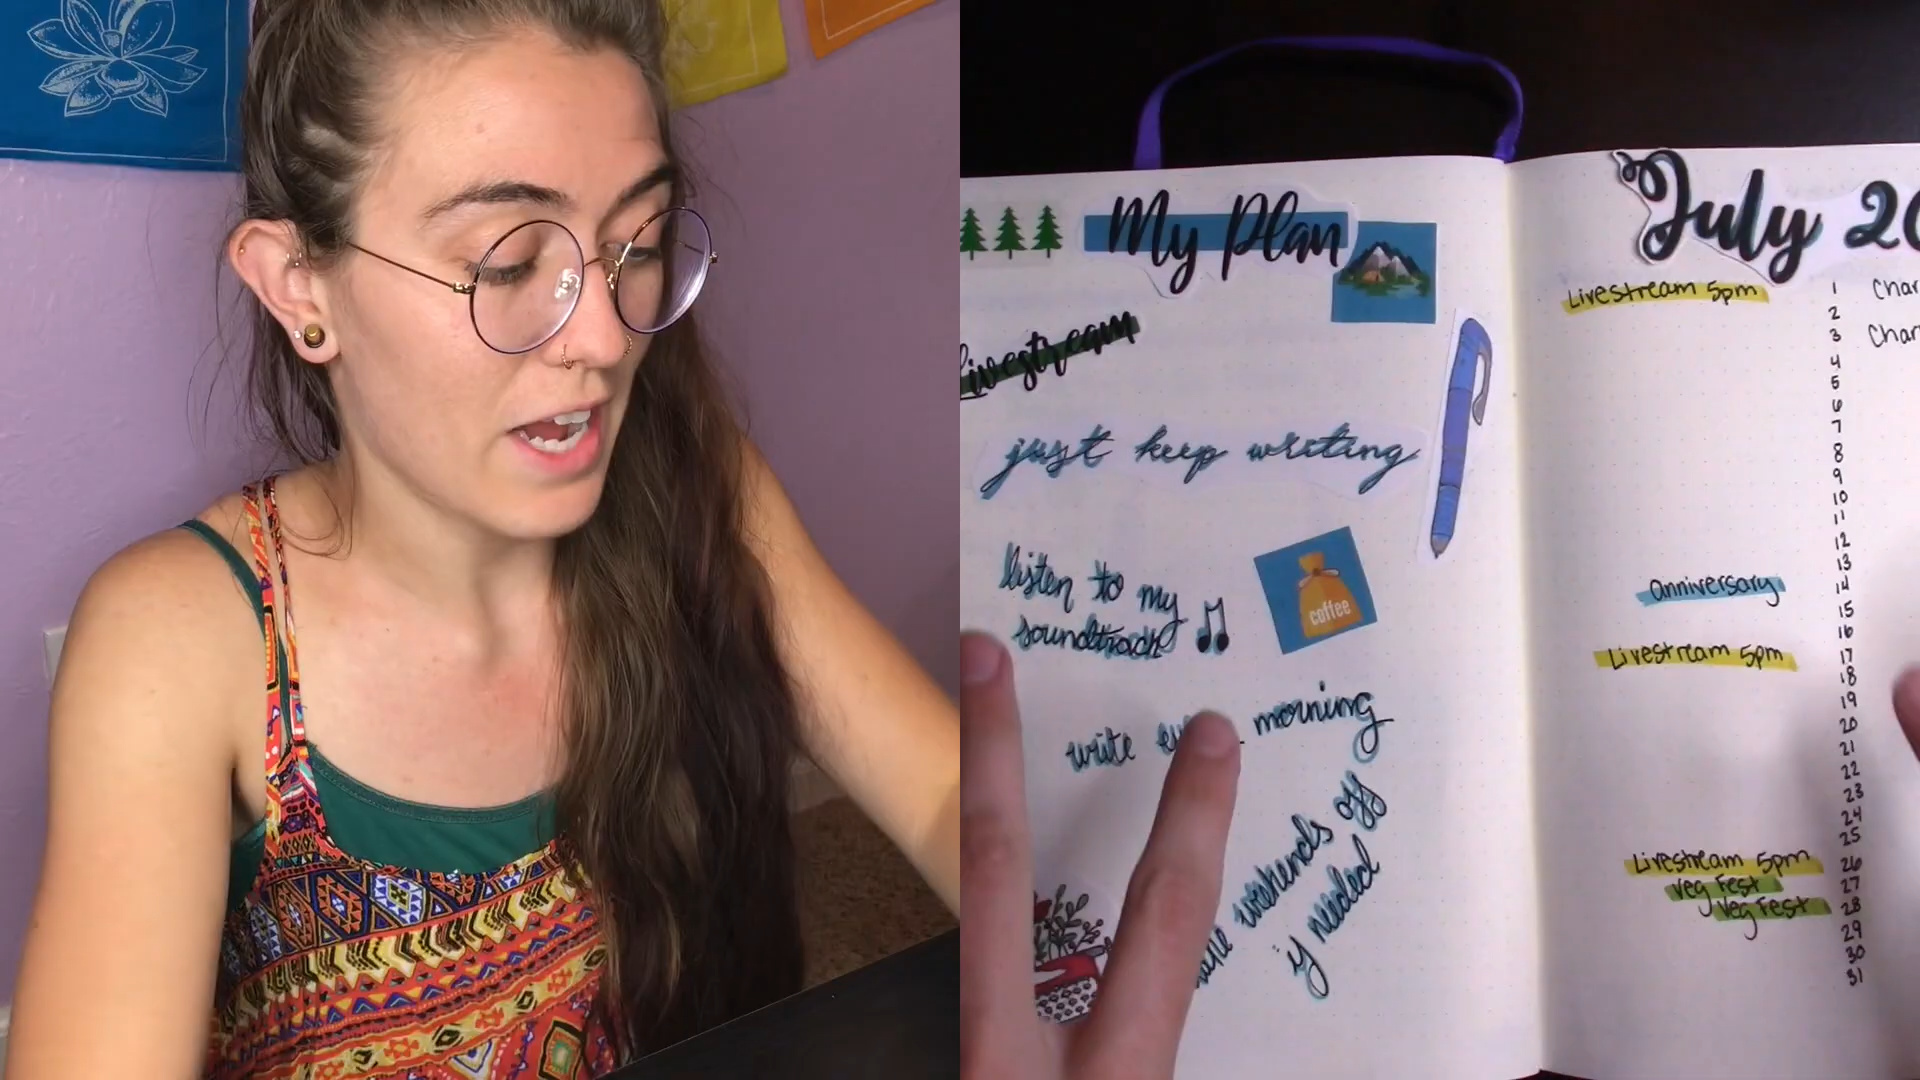 My Plan
Livestream
just keep writing
listen to my
soundtrack
coffee
write morning
weekends off
if needed
July 20
Livestream 5pm 1 Char
2
3 Char
4
5
6
7
8
9
10
11
12
13
anniversary 14
15
16
Livestream 5pm 17
18
19
20
21
22
23
24
25
Livestream 5pm 26
Veg Fest 27
Veg Fest 28
29
30
31